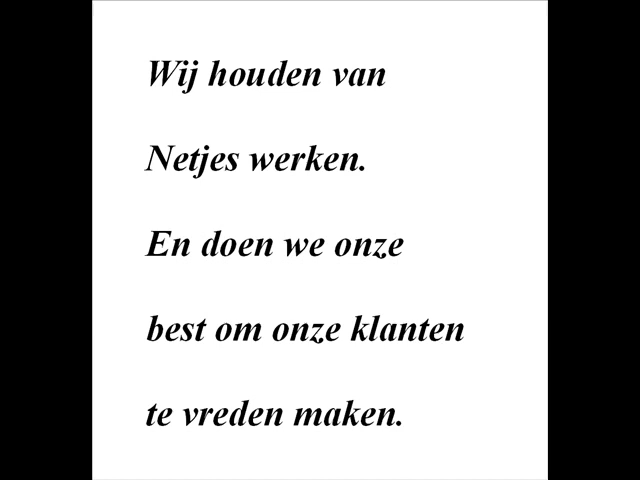 Wij houden van
Netjes werken.
En doen we onze
best om onze klanten
te vreden maken.